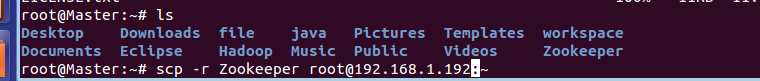 root@Master:~# ls
Desktop Downloads file java Pictures Templates workspace
Documents Eclipse Hadoop Music Public Videos Zookeeper
root@Master:~# scp -r Zookeeper root@192.168.1.192:~